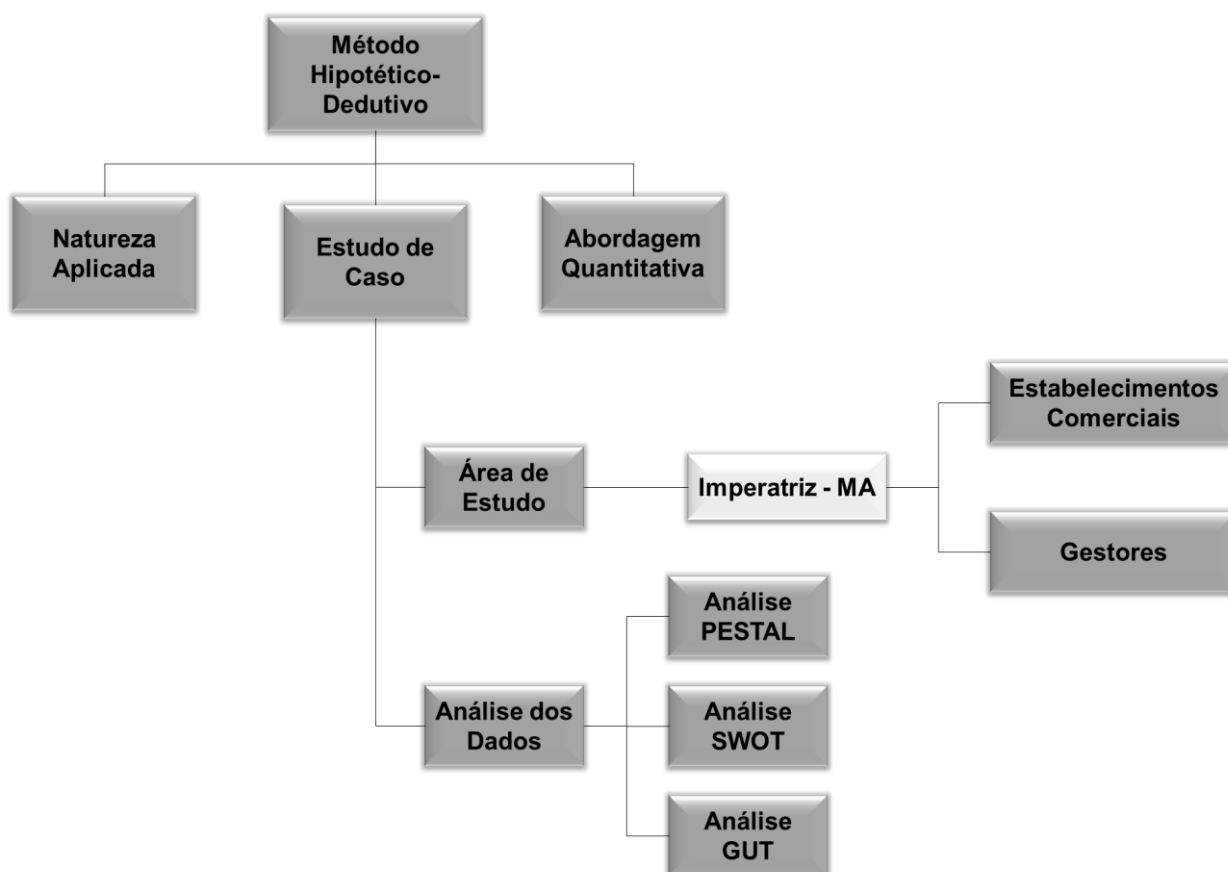 Método
Hipotético-
Dedutivo
Natureza
Aplicada
Estudo de
Caso
Abordagem
Quantitativa
Estabelecimentos
Comerciais
Área de
Estudo
Imperatriz - MA
Gestores
Análise
PESTAL
Análise dos
Dados
Análise
SWOT
Análise
GUT